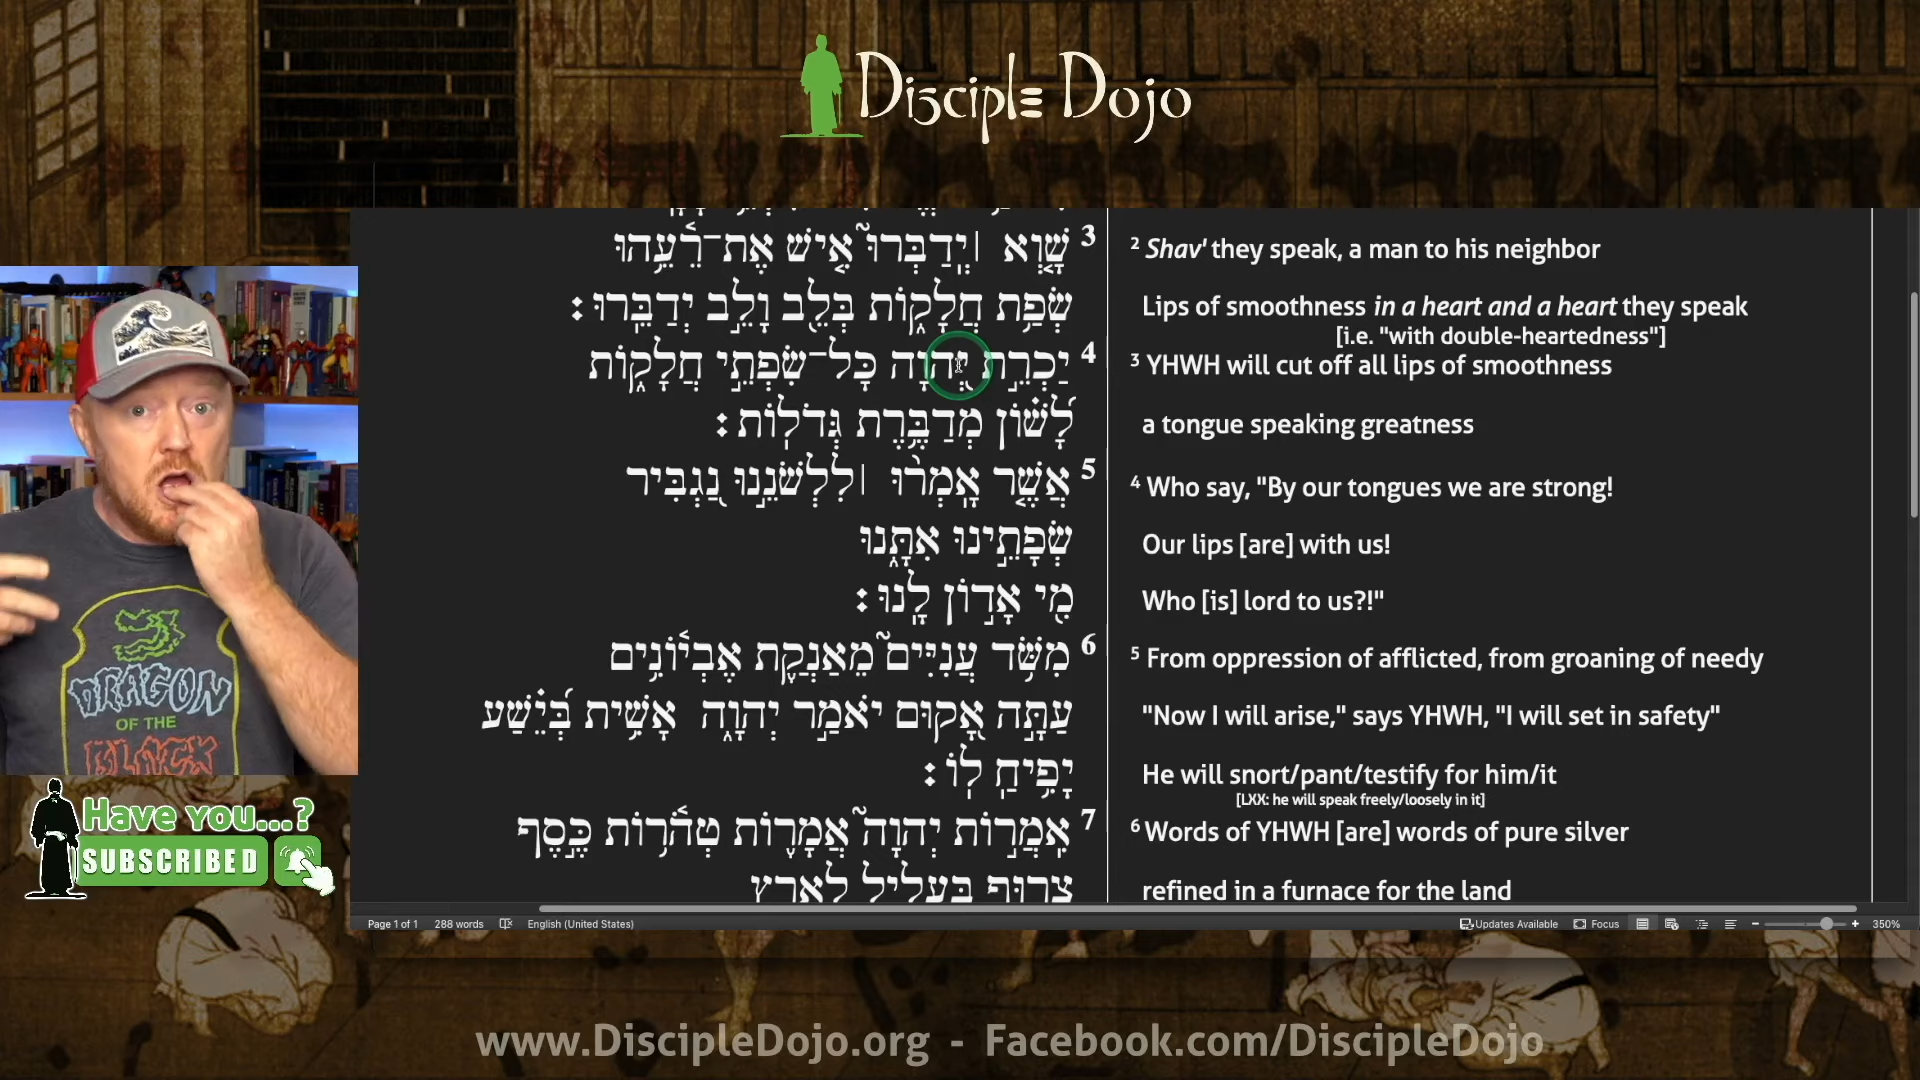 Disciple Dojo
3 שָׁ֤וְא ׀ יְֽדַבְּרוּ֮ אִ֤ישׁ אֶת־רֵ֫עֵ֥הוּ
שְׂפַ֥ת חֲלָק֑וֹת בְּלֵ֖ב וָלֵ֣ב יְדַבֵּֽרוּ׃
4 יַכְרֵ֣ת יְ֭הוָה כָּל־שִׂפְתֵ֣י חֲלָק֑וֹת
לָ֝שׁ֗וֹן מְדַבֶּ֥רֶת גְּדֹלֽוֹת׃
5 אֲשֶׁ֤ר אָֽמְר֨וּ ׀ לִלְשֹׁנֵ֣נוּ נַ֭גְבִּיר
שְׂפָתֵ֣ינוּ אִתָּ֑נוּ
מִ֖י אָד֣וֹן לָֽנוּ׃
6 מִשֹּׁ֥ד עֲנִיִּים֮ מֵאַנְקַ֪ת אֶבְי֫וֹנִ֥ים
עַתָּ֣ה אָ֭קוּם יֹאמַ֣ר יְהוָ֑ה אָשִׁ֥ית בְּ֝יֵ֗שַׁע
יָפִ֥יחַֽ לֽוֹ׃
7 אִֽמֲר֣וֹת יְהוָה֮ אֲמָר֪וֹת טְהֹ֫ר֥וֹת כֶּ֣סֶף
צָ֭רוּף בַּעֲלִ֣יל לָאָ֑רֶץ
2 Shav' they speak, a man to his neighbor
Lips of smoothness in a heart and a heart they speak
[i.e. "with double-heartedness"]
3 YHWH will cut off all lips of smoothness
a tongue speaking greatness
4 Who say, "By our tongues we are strong!
Our lips [are] with us!
Who [is] lord to us?!"
5 From oppression of afflicted, from groaning of needy
"Now I will arise," says YHWH, "I will set in safety"
He will snort/pant/testify for him/it
[LXX: he will speak freely/loosely in it]
6 Words of YHWH [are] words of pure silver
refined in a furnace for the land
DRAGON
OF THE
BLACK
Have you...?
SUBSCRIBED
Page 1 of 1 288 words English (United States) Updates Available Focus 350%
www.DiscipleDojo.org - Facebook.com/DiscipleDojo